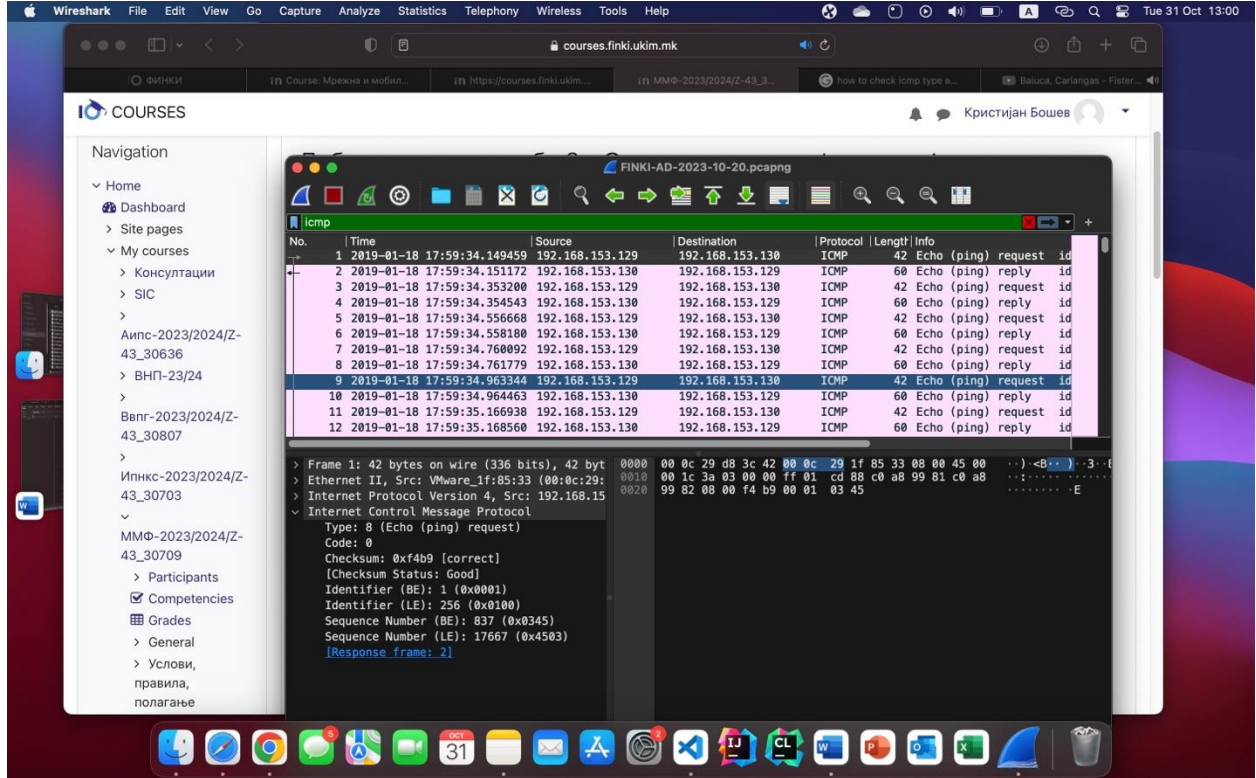 Wireshark File Edit View Go Capture Analyze Statistics Telephony Wireless Tools Help A Tue 31 Oct 13:00
courses.finki.ukim.mk
ФИНКИ Course: Мрежна и мобил... https://courses.finki.ukim.... ММФ-2023/2024/Z-43_3... how to check icmp type a... Baiuca, Carlangas - Fister...
COURSES Кристијан Бошев
Navigation
Home
Dashboard
Site pages
My courses
Консултации
SIC
Аипс-2023/2024/Z-
43_30636
ВНП-23/24
Ввпг-2023/2024/Z-
43_30807
Ипнкс-2023/2024/Z-
43_30703
ММФ-2023/2024/Z-
43_30709
Participants
Competencies
Grades
General
Услови,
правила,
полагање
FINKI-AD-2023-10-20.pcapng
icmp
No. Time Source Destination Protocol Length Info
1 2019-01-18 17:59:34.149459 192.168.153.129 192.168.153.130 ICMP 42 Echo (ping) request id
2 2019-01-18 17:59:34.151172 192.168.153.130 192.168.153.129 ICMP 60 Echo (ping) reply id
3 2019-01-18 17:59:34.353200 192.168.153.129 192.168.153.130 ICMP 42 Echo (ping) request id
4 2019-01-18 17:59:34.354543 192.168.153.130 192.168.153.129 ICMP 60 Echo (ping) reply id
5 2019-01-18 17:59:34.556668 192.168.153.129 192.168.153.130 ICMP 42 Echo (ping) request id
6 2019-01-18 17:59:34.558180 192.168.153.130 192.168.153.129 ICMP 60 Echo (ping) reply id
7 2019-01-18 17:59:34.760092 192.168.153.129 192.168.153.130 ICMP 42 Echo (ping) request id
8 2019-01-18 17:59:34.761779 192.168.153.130 192.168.153.129 ICMP 60 Echo (ping) reply id
9 2019-01-18 17:59:34.963344 192.168.153.129 192.168.153.130 ICMP 42 Echo (ping) request id
10 2019-01-18 17:59:34.964463 192.168.153.130 192.168.153.129 ICMP 60 Echo (ping) reply id
11 2019-01-18 17:59:35.166938 192.168.153.129 192.168.153.130 ICMP 42 Echo (ping) request id
12 2019-01-18 17:59:35.168560 192.168.153.130 192.168.153.129 ICMP 60 Echo (ping) reply id
Frame 1: 42 bytes on wire (336 bits), 42 byt
Ethernet II, Src: VMware_1f:85:33 (00:0c:29:
Internet Protocol Version 4, Src: 192.168.15
Internet Control Message Protocol
Type: 8 (Echo (ping) request)
Code: 0
Checksum: 0xf4b9 [correct]
[Checksum Status: Good]
Identifier (BE): 1 (0x0001)
Identifier (LE): 256 (0x0100)
Sequence Number (BE): 837 (0x0345)
Sequence Number (LE): 17667 (0x4503)
[Response frame: 2]
0000 00 0c 29 d8 3c 42 00 0c 29 1f 85 33 08 00 45 00 ··)·<B·· )··3··E
0010 00 1c 3a 03 00 00 ff 01 cd 88 c0 a8 99 81 c0 a8
0020 99 82 08 00 f4 b9 00 01 03 45 ········ ·E
5
OCT
31
2
IJ
CL
W
P
X